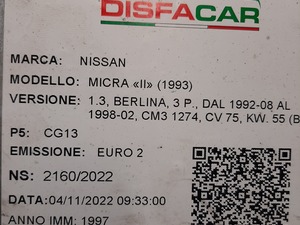 DISFACAR
MARCA: NISSAN
MODELLO: MICRA «II» (1993)
VERSIONE: 1.3, BERLINA, 3 P., DAL 1992-08 AL
1998-02, CM3 1274, CV 75, KW. 55 (B
P5: CG13
EMISSIONE: EURO 2
NS: 2160/2022
DATA:04/11/2022 09:33:00
ANNO IMM: 1997